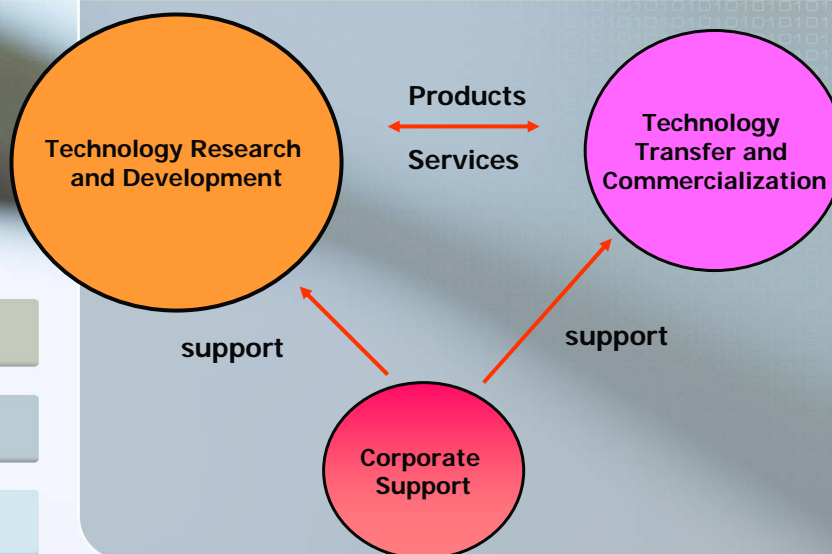 Products
Technology Research
and Development
Services
Technology
Transfer and
Commercialization
support
support
Corporate
Support